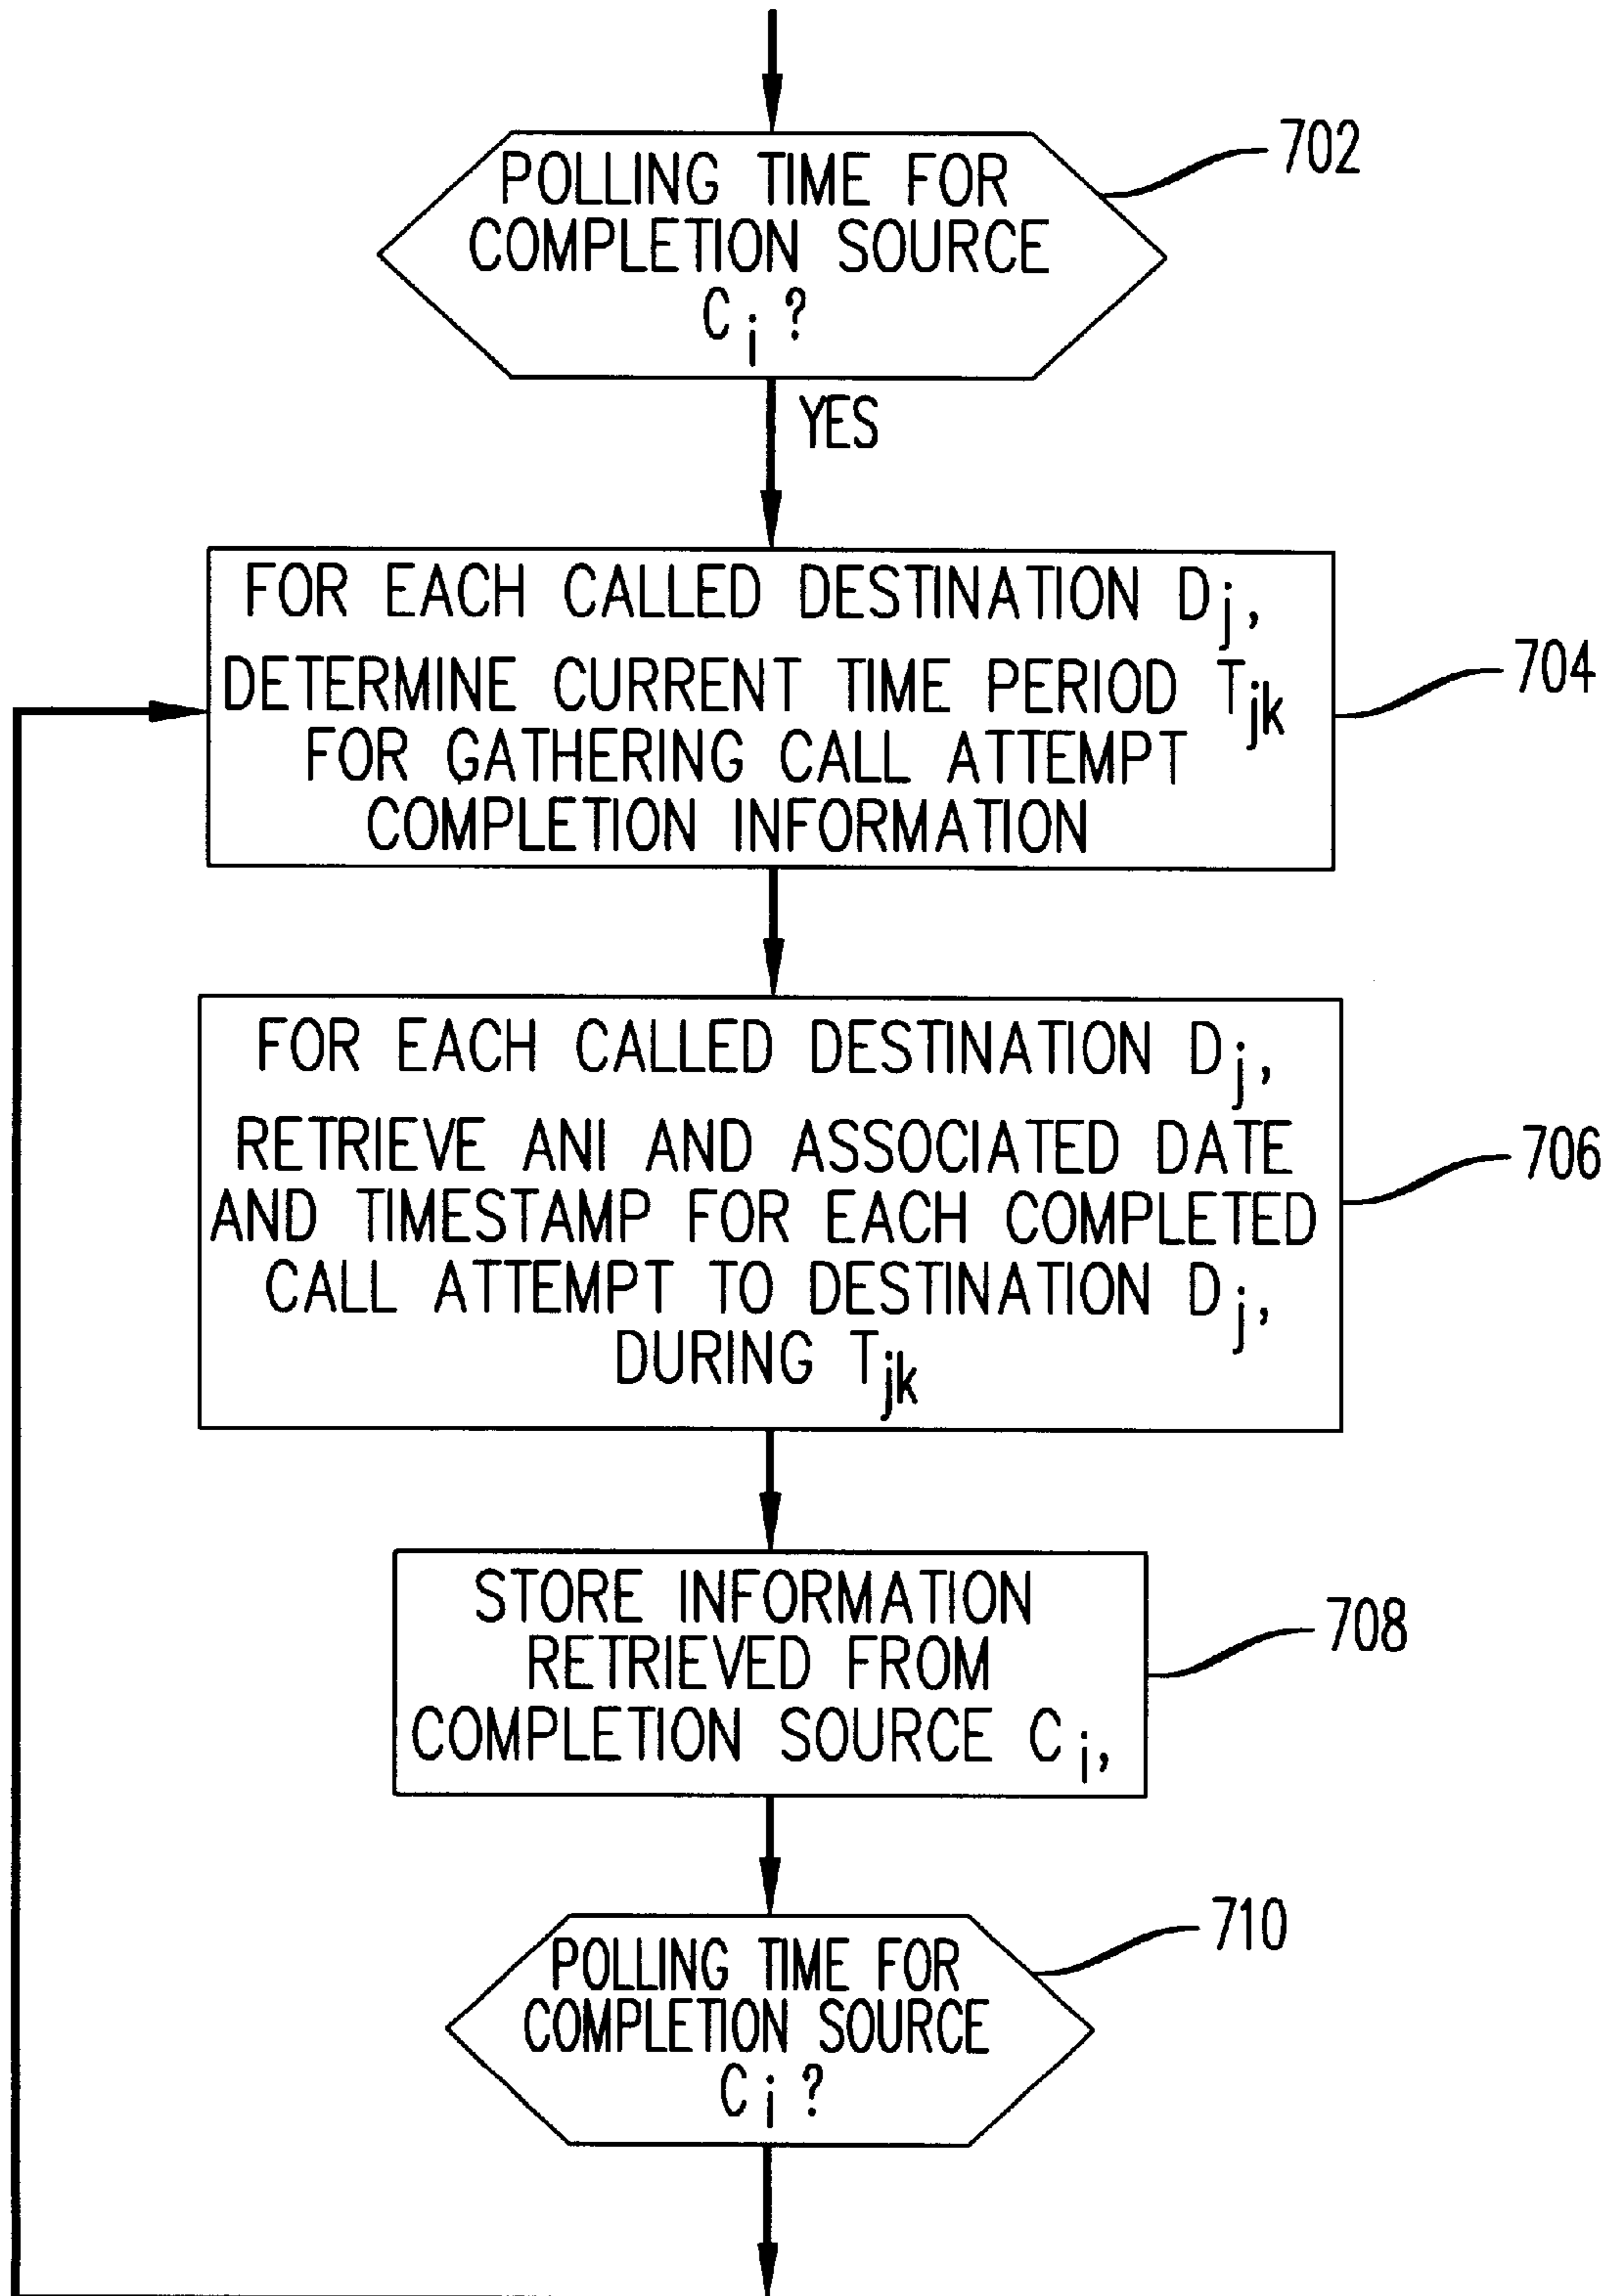 POLLING TIME FOR
COMPLETION SOURCE
Ci ?
702
YES
FOR EACH CALLED DESTINATION Dj,
DETERMINE CURRENT TIME PERIOD Tjk
FOR GATHERING CALL ATTEMPT
COMPLETION INFORMATION
704
FOR EACH CALLED DESTINATION Dj,
RETRIEVE ANI AND ASSOCIATED DATE
AND TIMESTAMP FOR EACH COMPLETED
CALL ATTEMPT TO DESTINATION Dj,
DURING Tjk
706
STORE INFORMATION
RETRIEVED FROM
COMPLETION SOURCE Ci,
708
POLLING TIME FOR
COMPLETION SOURCE
Ci ?
710